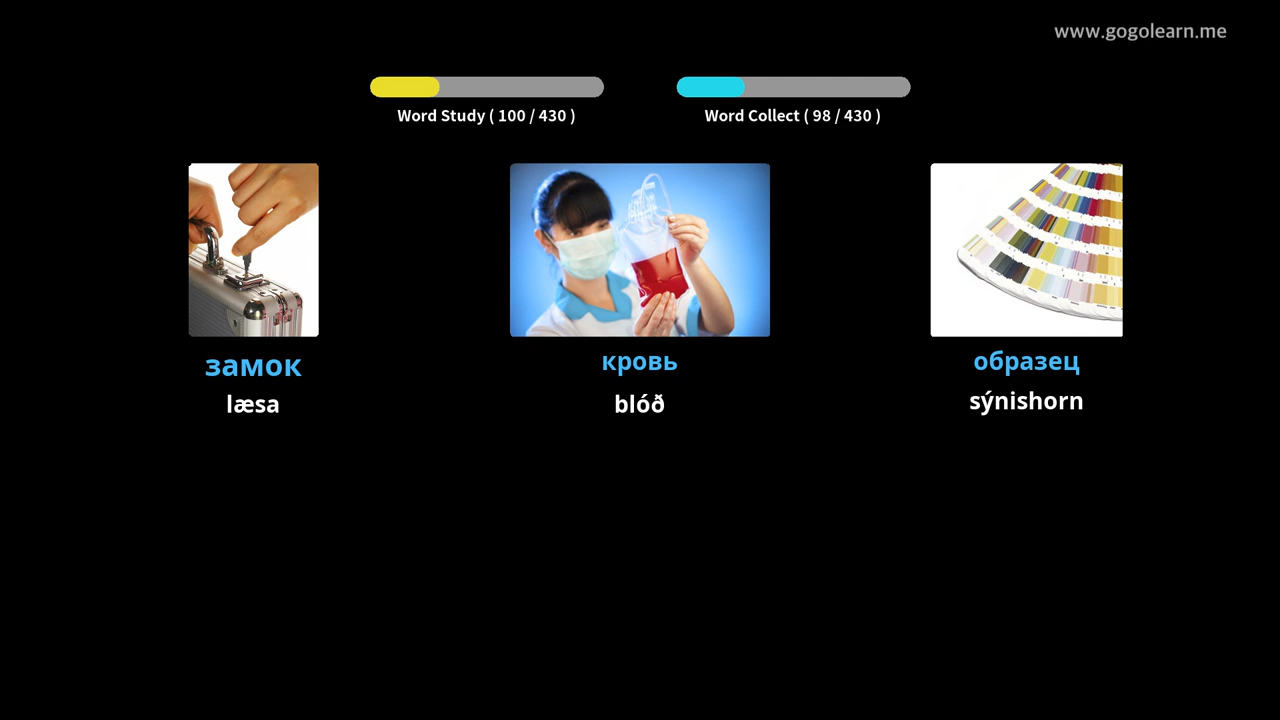 www.gogolearn.me
Word Study ( 100 / 430 )
Word Collect ( 98 / 430 )
замок
læsa
кровь
blóð
образец
sýnishorn